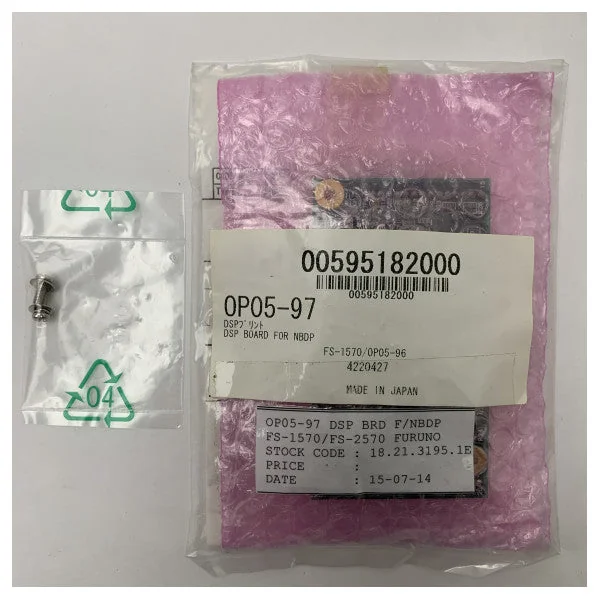 04
00595182000
00595182000
OP05-97
DSPﾌﾟﾘﾝﾄ
DSP BOARD FOR NBDP
FS-1570/OP05-96
4220427
MADE IN JAPAN
OP05-97 DSP BRD F/NBDP
FS-1570/FS-2570 FURUNO
STOCK CODE : 18.21.3195.1E
PRICE :
DATE : 15-07-14
04